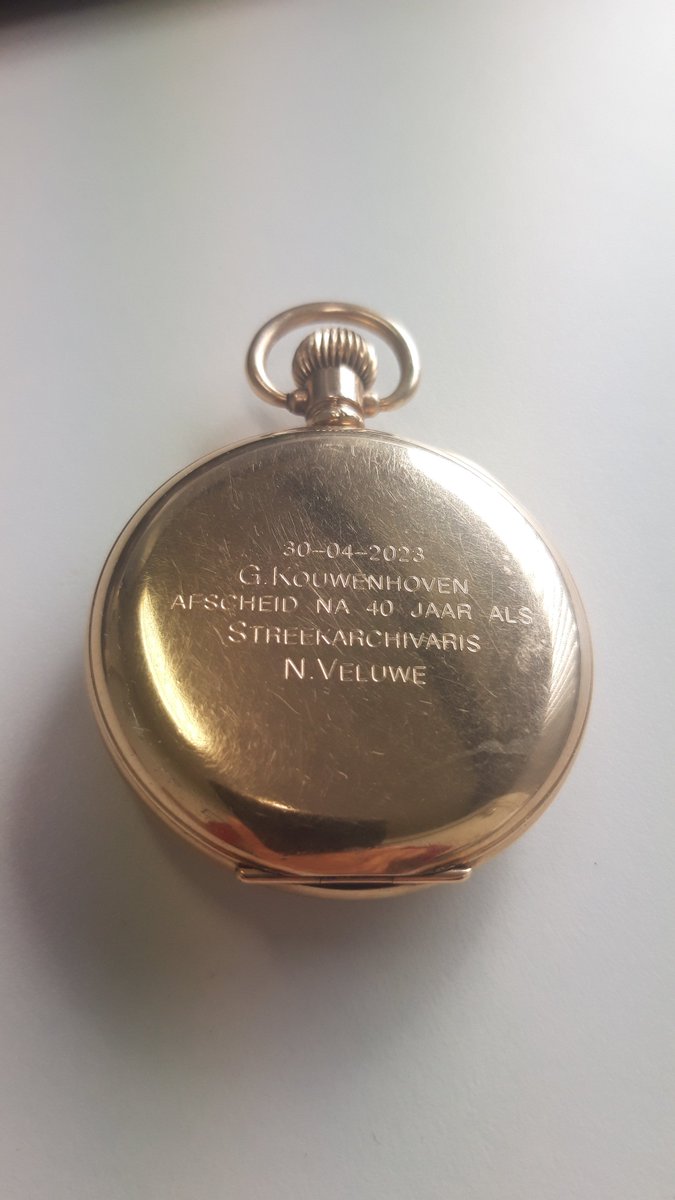 30-04-2023
G. KOUWENHOVEN
AFSCHEID NA 40 JAAR ALS
STREEKARCHIVARIS
N. VELUWE